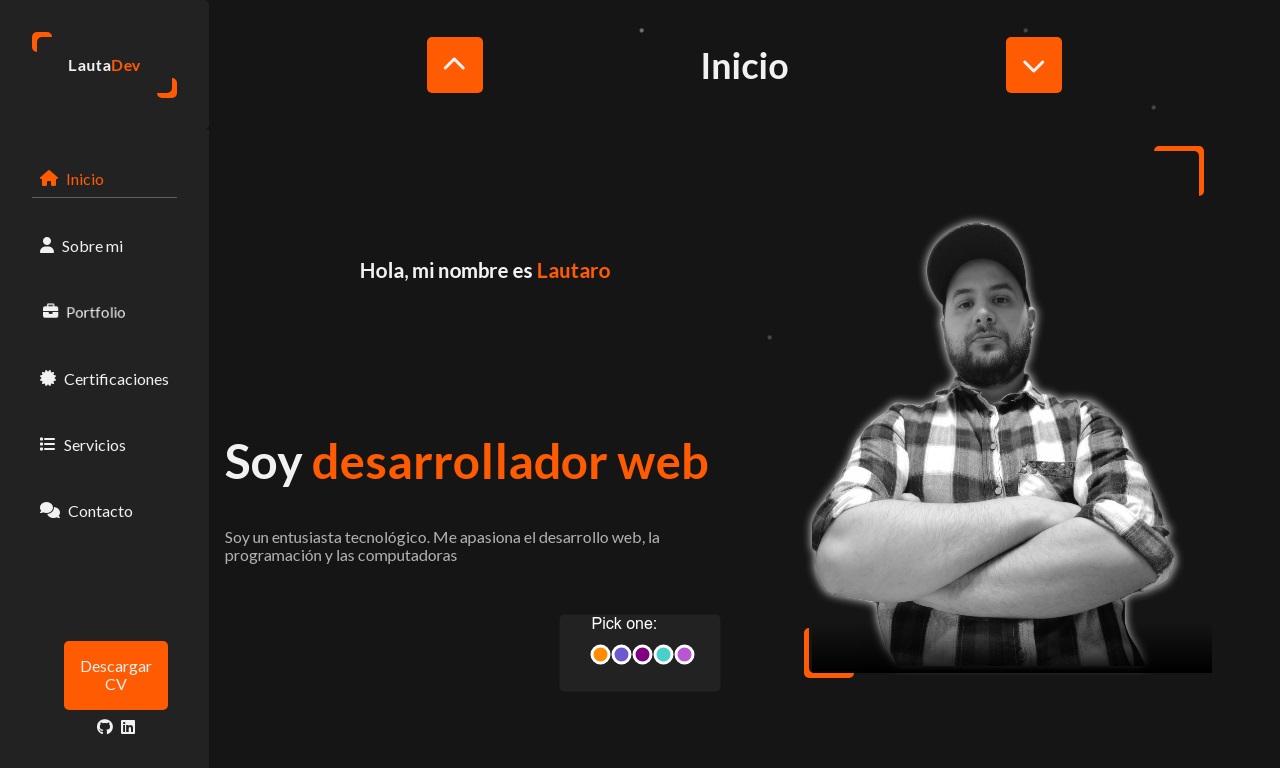 LautaDev
Inicio
Sobre mi
Portfolio
Certificaciones
Servicios
Contacto
Descargar
CV
Inicio
Hola, mi nombre es Lautaro
Soy desarrollador web
Soy un entusiasta tecnológico. Me apasiona el desarrollo web, la
programación y las computadoras
Pick one: